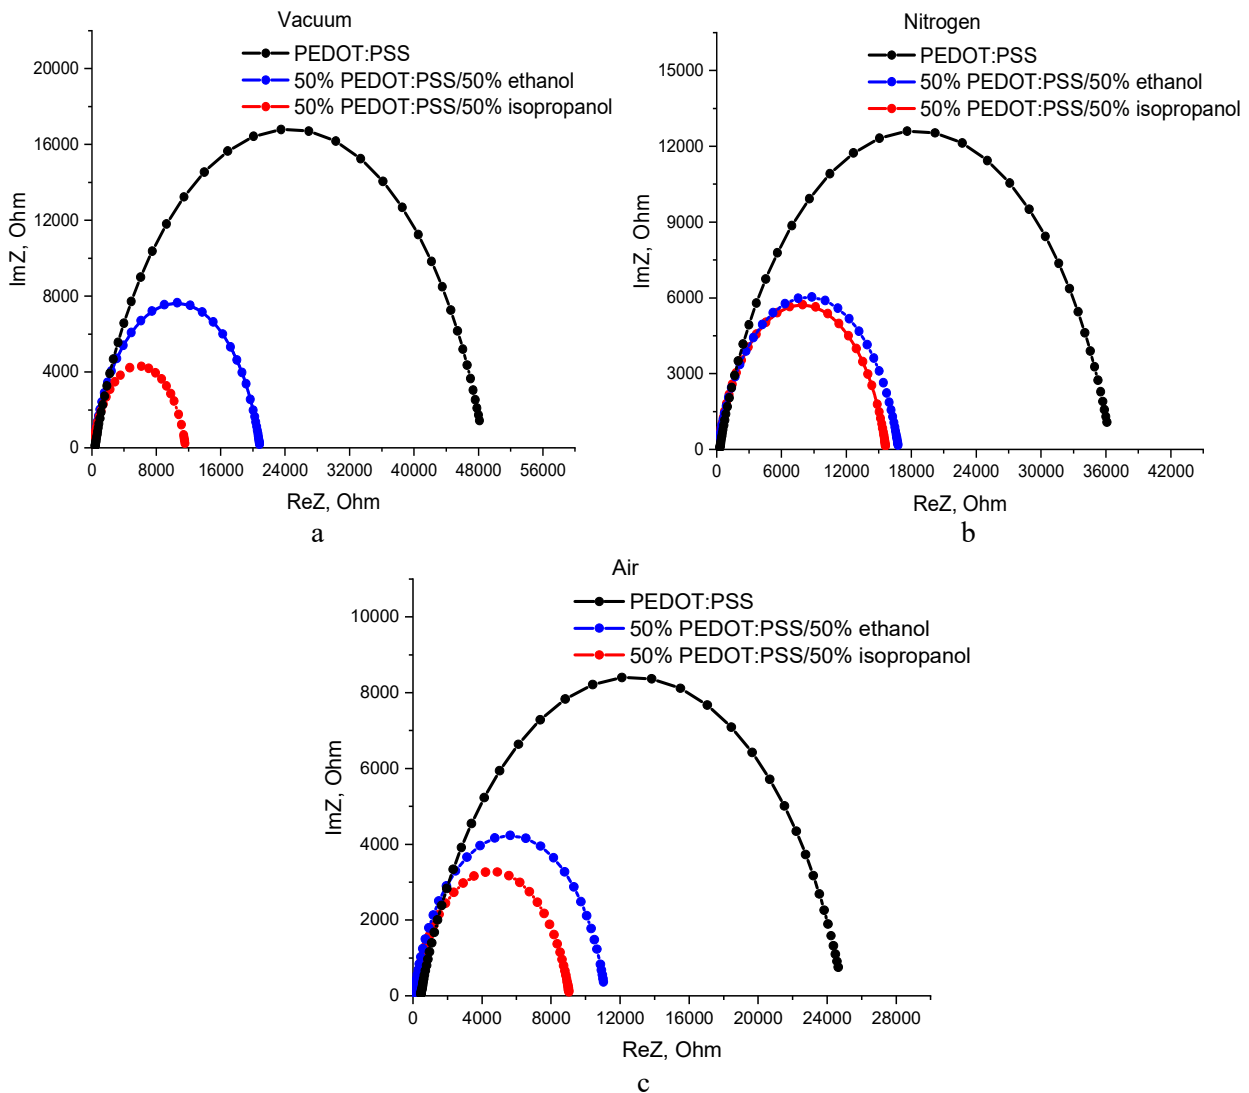 Vacuum
PEDOT:PSS
50% PEDOT:PSS/50% ethanol
50% PEDOT:PSS/50% isopropanol
20000
16000
12000
8000
4000
0
ImZ, Ohm
0 8000 16000 24000 32000 40000 48000 56000
ReZ, Ohm
a
Nitrogen
PEDOT:PSS
50% PEDOT:PSS/50% ethanol
50% PEDOT:PSS/50% isopropanol
15000
12000
9000
6000
3000
0
ImZ, Ohm
0 6000 12000 18000 24000 30000 36000 42000
ReZ, Ohm
b
Air
PEDOT:PSS
50% PEDOT:PSS/50% ethanol
50% PEDOT:PSS/50% isopropanol
10000
8000
6000
4000
2000
0
ImZ, Ohm
0 4000 8000 12000 16000 20000 24000 28000
ReZ, Ohm
c